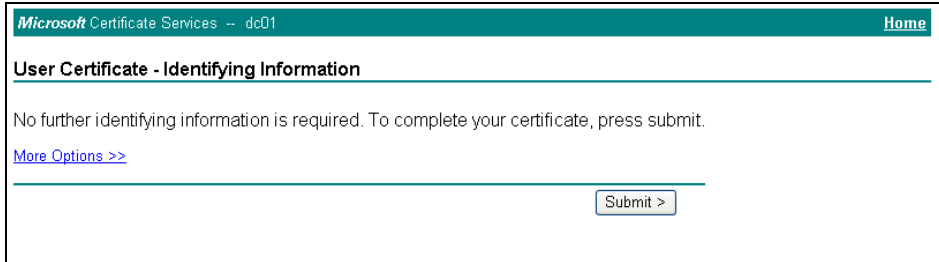 Microsoft Certificate Services -- dc01 Home
User Certificate - Identifying Information
No further identifying information is required. To complete your certificate, press submit.
More Options >>
Submit >